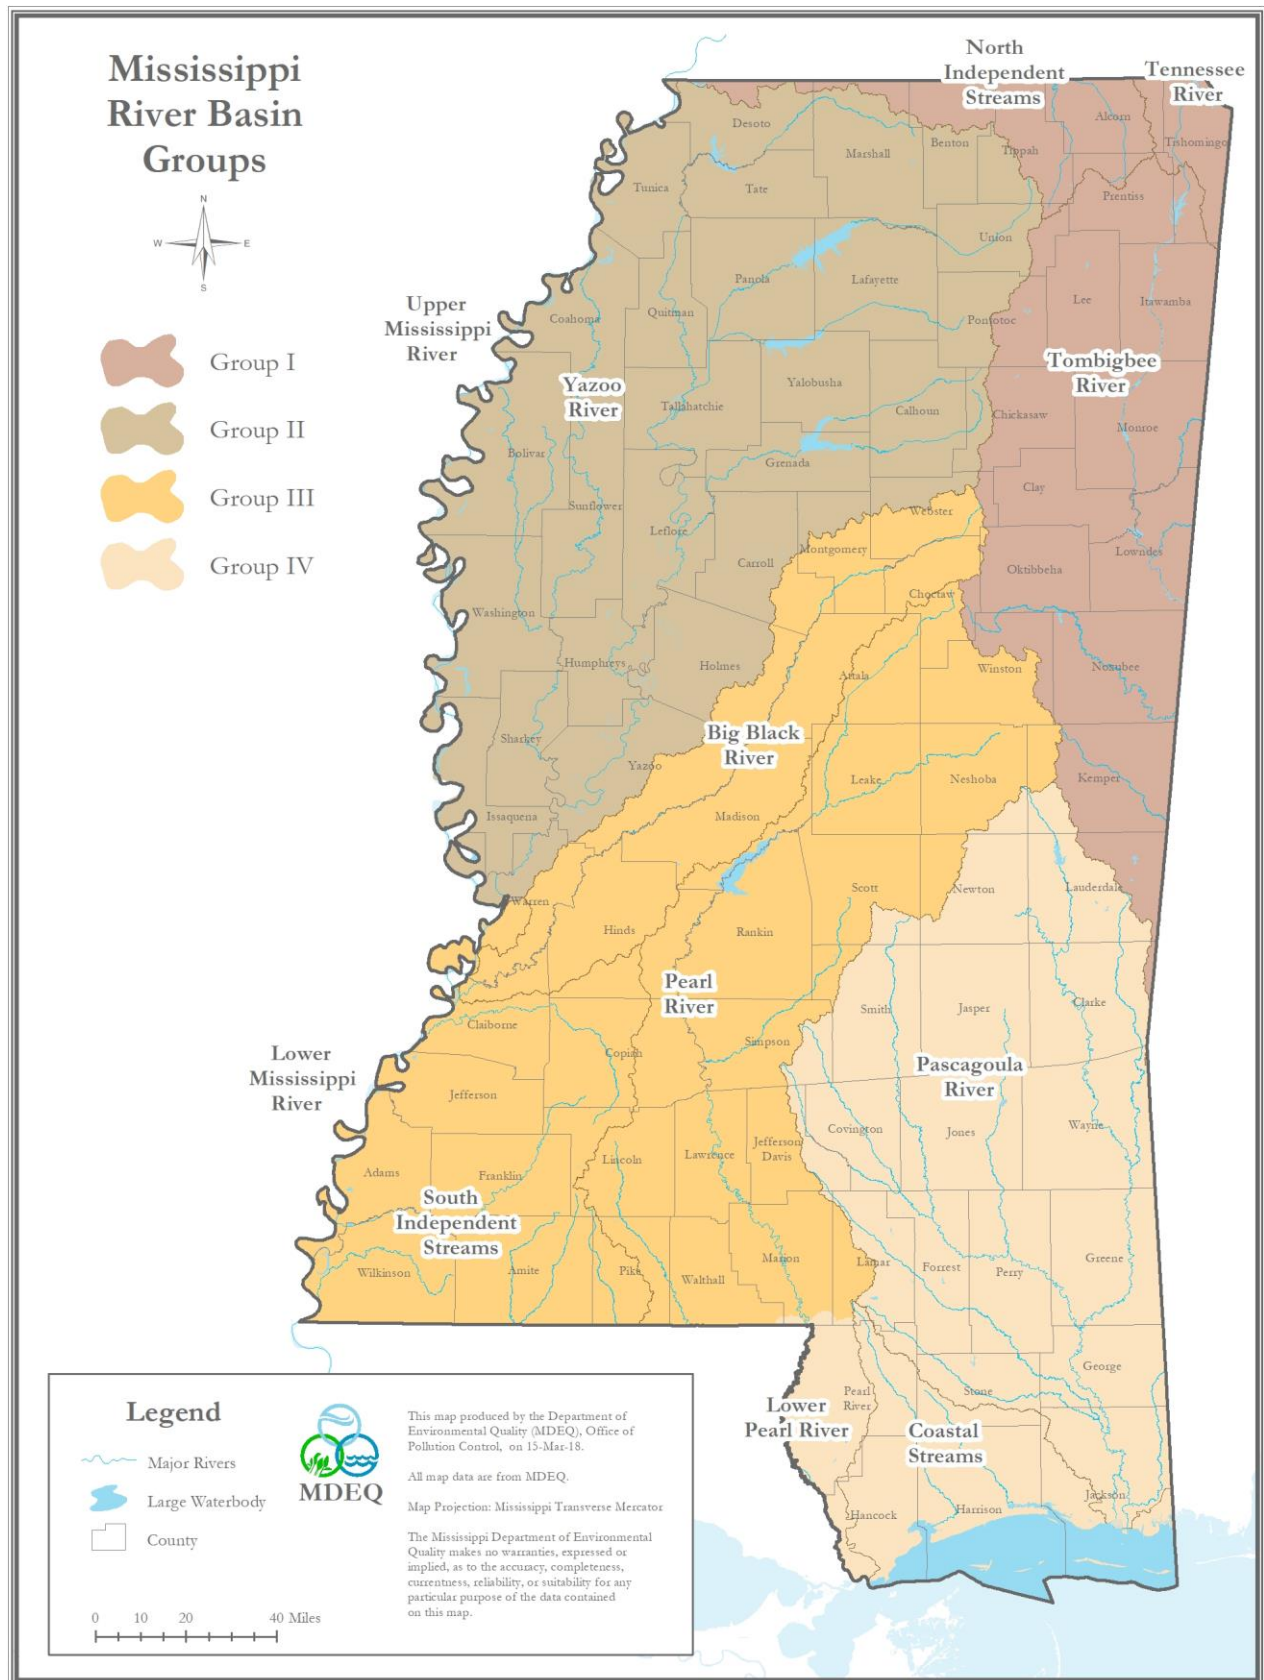 Mississippi
River Basin
Groups
N
W
E
S
Group I
Group II
Group III
Group IV
North
Independent
Streams
Tennessee
River
Upper
Mississippi
River
Yazoo
River
Tombigbee
River
Big Black
River
Pearl
River
Lower
Mississippi
River
Pascagoula
River
South
Independent
Streams
Lower
Pearl River
Coastal
Streams
Desoto
Marshall
Benton
Tippah
Alcorn
Tishomingo
Tunica
Tate
Prentiss
Union
Panola
Lafayette
Lee
Itawamba
Coahoma
Quitman
Pontotoc
Yalobusha
Tallahatchie
Calhoun
Chickasaw
Monroe
Bolivar
Grenada
Clay
Sunflower
Leflore
Webster
Montgomery
Carroll
Oktibbeha
Lowndes
Choctaw
Washington
Humphreys
Holmes
Attala
Winston
Noxubee
Sharkey
Yazoo
Leake
Neshoba
Kemper
Issaquena
Madison
Warren
Hinds
Rankin
Scott
Newton
Lauderdale
Claiborne
Copiah
Simpson
Smith
Jasper
Clarke
Jefferson
Covington
Jones
Wayne
Adams
Franklin
Lincoln
Lawrence
Jefferson
Davis
Wilkinson
Amite
Pike
Walthall
Marion
Lamar
Forrest
Perry
Greene
Pearl
River
Stone
George
Hancock
Harrison
Jackson
Legend
Major Rivers
Large Waterbody
County
0 10 20 40 Miles
MDEQ
This map produced by the Department of
Environmental Quality (MDEQ), Office of
Pollution Control, on 15-Mar-18.
All map data are from MDEQ.
Map Projection: Mississippi Transverse Mercator
The Mississippi Department of Environmental
Quality makes no warranties, expressed or
implied, as to the accuracy, completeness,
currentness, reliability, or suitability for any
particular purpose of the data contained
on this map.